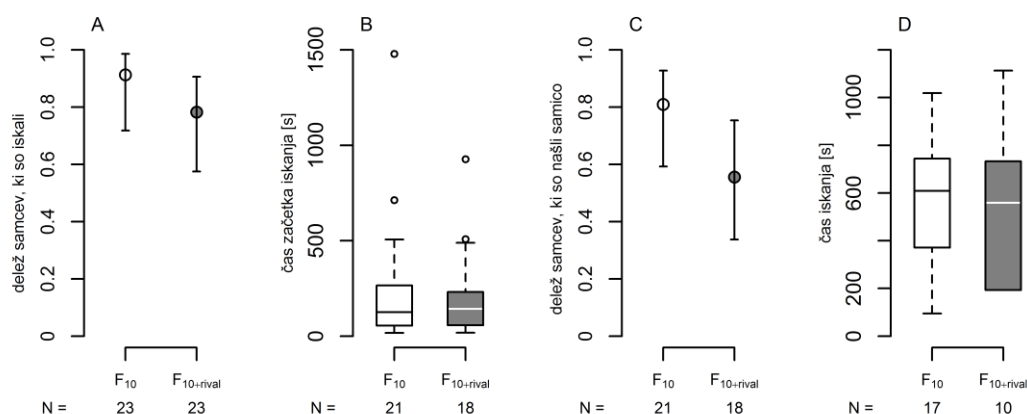 A
delež samcev, ki so iskali
1.0
0.8
0.6
0.4
0.2
0
F10 F10+rival
N = 23 23
B
čas začetka iskanja [s]
1500
1000
500
0
F10 F10+rival
21 18
C
delež samcev, ki so našli samico
1.0
0.8
0.6
0.4
0.2
0
F10 F10+rival
N = 21 18
D
čas iskanja [s]
1000
600
200
0
F10 F10+rival
17 10